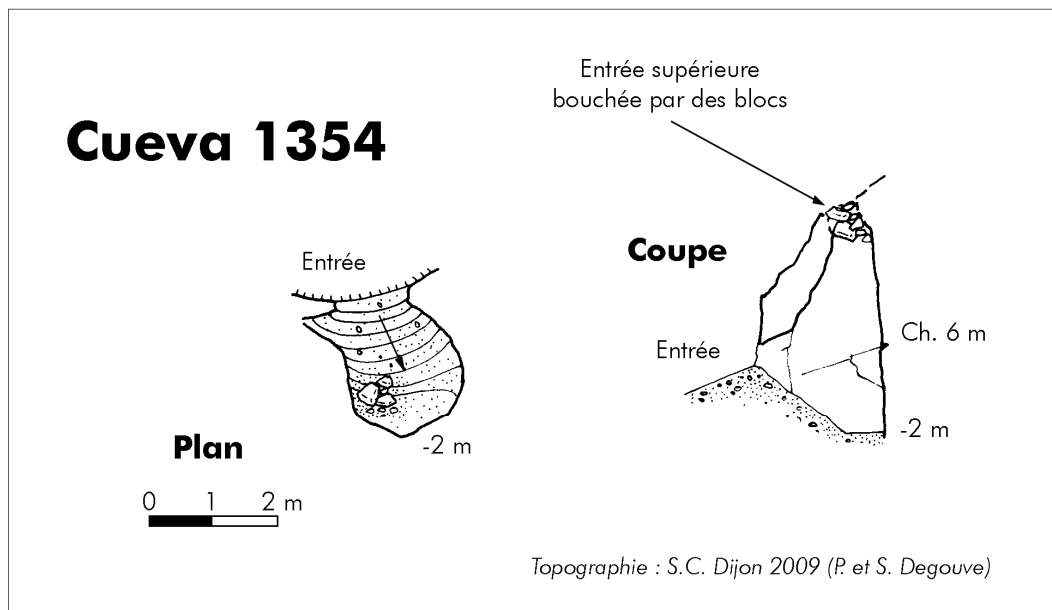 Entrée supérieure
bouchée par des blocs
Cueva 1354
Coupe
Entrée
Ch. 6 m
Entrée
-2 m
-2 m
Plan
0 1 2 m
Topographie : S.C. Dijon 2009 (P. et S. Degouve)